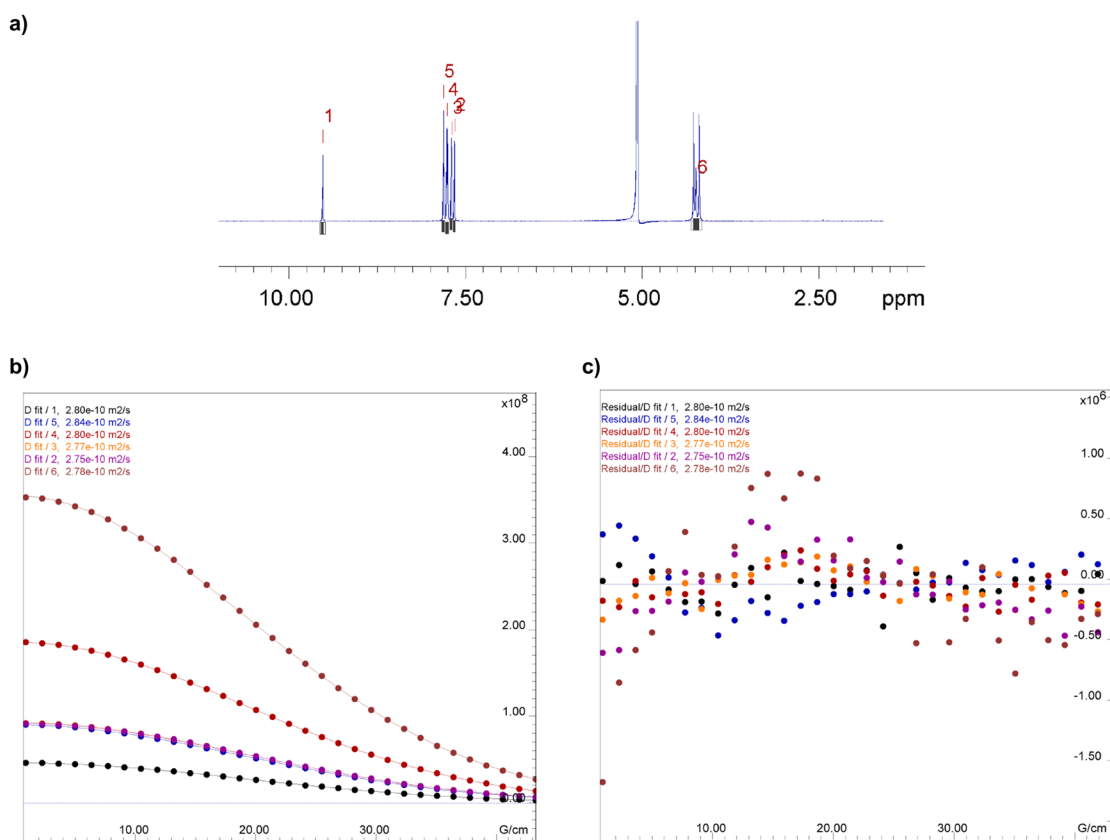 a)
5
4
1
3 2
6
10.00 7.50 5.00 2.50 ppm
b)
x10^8
D fit / 1, 2.80e-10 m2/s
D fit / 5, 2.84e-10 m2/s
D fit / 4, 2.80e-10 m2/s
D fit / 3, 2.77e-10 m2/s
D fit / 2, 2.75e-10 m2/s
D fit / 6, 2.78e-10 m2/s
4.00
3.00
2.00
1.00
0.00
10.00 20.00 30.00 G/cm
c)
x10^6
Residual/D fit / 1, 2.80e-10 m2/s
Residual/D fit / 5, 2.84e-10 m2/s
Residual/D fit / 4, 2.80e-10 m2/s
Residual/D fit / 3, 2.77e-10 m2/s
Residual/D fit / 2, 2.75e-10 m2/s
Residual/D fit / 6, 2.78e-10 m2/s
1.00
0.50
0.00
-0.50
-1.00
-1.50
10.00 20.00 30.00 G/cm